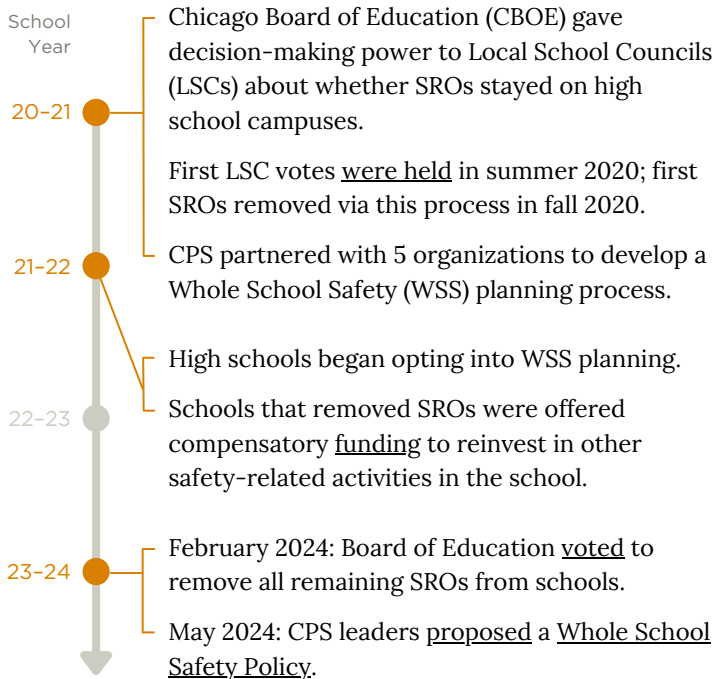 School
Year
20–21
Chicago Board of Education (CBOE) gave
decision-making power to Local School Councils
(LSCs) about whether SROs stayed on high
school campuses.
First LSC votes were held in summer 2020; first
SROs removed via this process in fall 2020.
CPS partnered with 5 organizations to develop a
Whole School Safety (WSS) planning process.
21–22
High schools began opting into WSS planning.
Schools that removed SROs were offered
compensatory funding to reinvest in other
safety-related activities in the school.
22–23
23–24
February 2024: Board of Education voted to
remove all remaining SROs from schools.
May 2024: CPS leaders proposed a Whole School
Safety Policy.